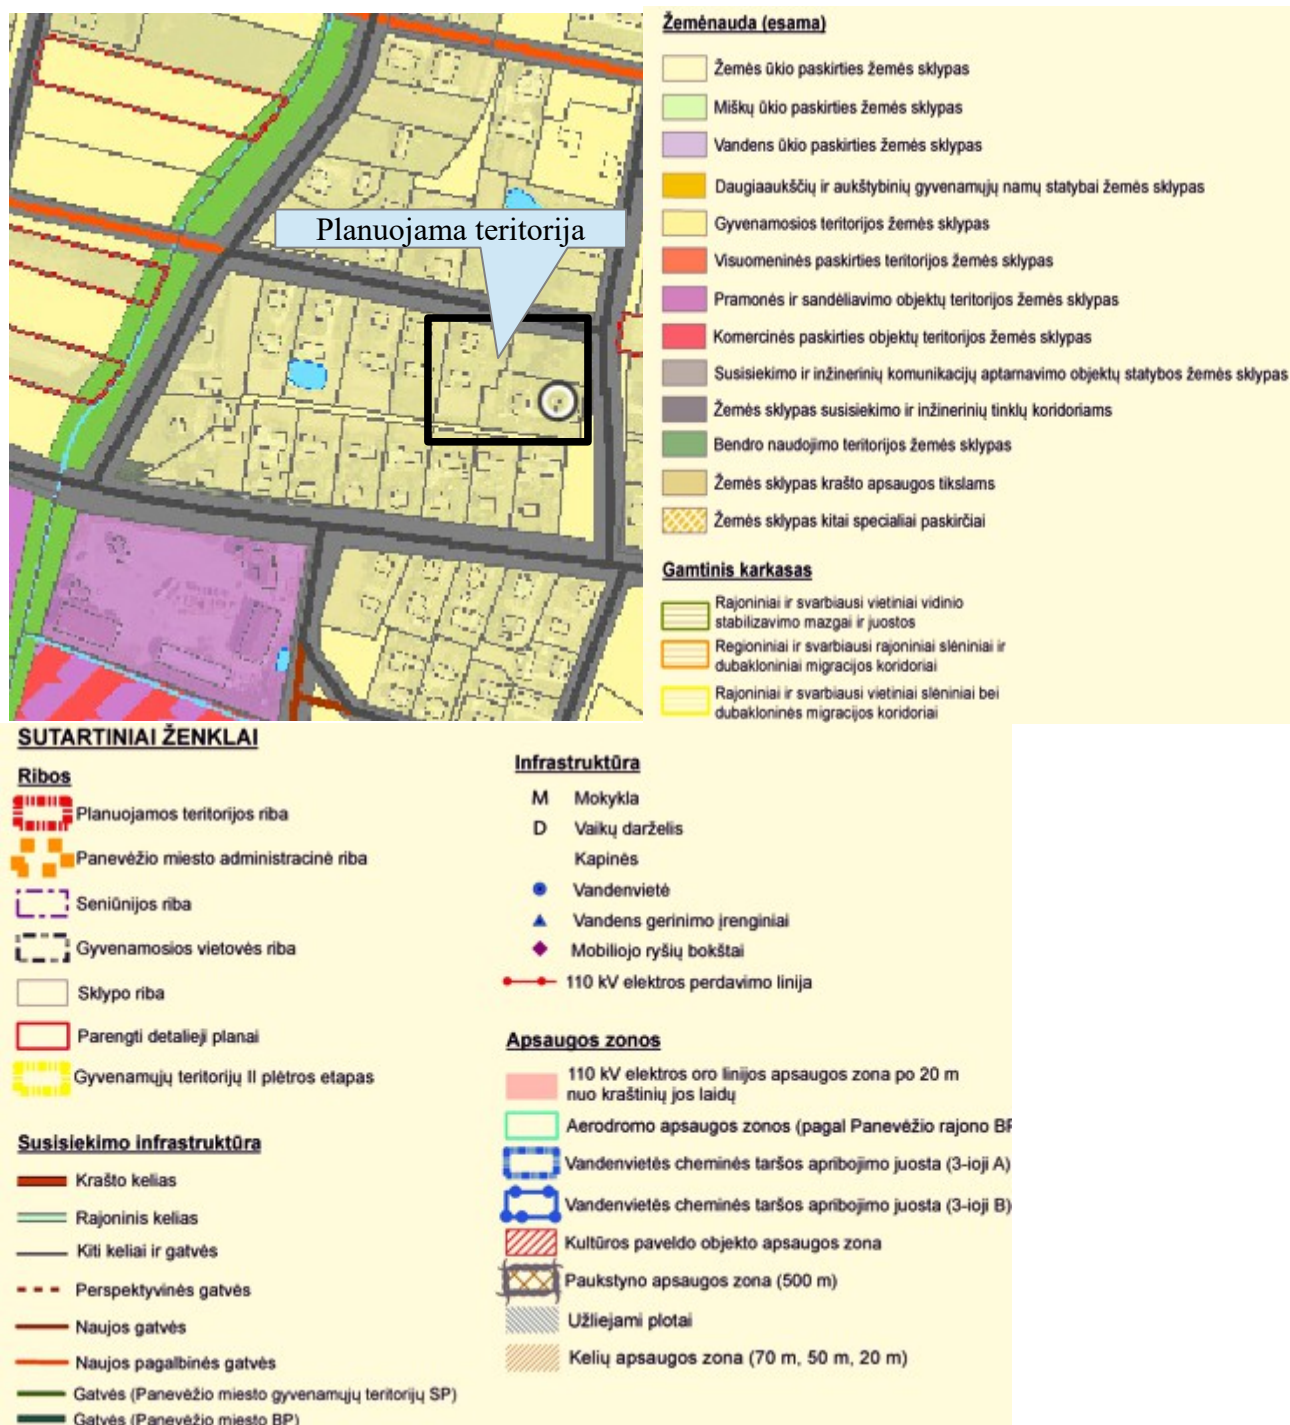 Planuojama teritorija
Žemėnauda (esama)
Žemės ūkio paskirties žemės sklypas
Miškų ūkio paskirties žemės sklypas
Vandens ūkio paskirties žemės sklypas
Daugiaaukščių ir aukštybinių gyvenamųjų namų statybai žemės sklypas
Gyvenamosios teritorijos žemės sklypas
Visuomeninės paskirties teritorijos žemės sklypas
Pramonės ir sandėliavimo objektų teritorijos žemės sklypas
Komercinės paskirties objektų teritorijos žemės sklypas
Susisiekimo ir inžinerinių komunikacijų aptarnavimo objektų statybos žemės sklypas
Žemės sklypas susisiekimo ir inžinerinių tinklų koridoriams
Bendro naudojimo teritorijos žemės sklypas
Žemės sklypas krašto apsaugos tikslams
Žemės sklypas kitai specialiai paskirčiai
Gamtinis karkasas
Rajoniniai ir svarbiausi vietiniai vidinio
stabilizavimo mazgai ir juostos
Regioniniai ir svarbiausi rajoniniai slėniniai ir
dubakloniniai migracijos koridoriai
Rajoniniai ir svarbiausi vietiniai slėniniai bei
dubakloninės migracijos koridoriai
SUTARTINIAI ŽENKLAI
Ribos
Planuojamos teritorijos riba
Panevėžio miesto administracinė riba
Seniūnijos riba
Gyvenamosios vietovės riba
Sklypo riba
Parengti detalieji planai
Gyvenamųjų teritorijų II plėtros etapas
Susisiekimo infrastruktūra
Krašto kelias
Rajoninis kelias
Kiti keliai ir gatvės
Perspektyvinės gatvės
Naujos gatvės
Naujos pagalbinės gatvės
Gatvės (Panevėžio miesto gyvenamųjų teritorijų SP)
Gatvės (Panevėžio miesto BP)
Infrastruktūra
M Mokykla
D Vaikų darželis
Kapinės
Vandenvietė
Vandens gerinimo įrenginiai
Mobiliojo ryšių bokštai
110 kV elektros perdavimo linija
Apsaugos zonos
110 kV elektros oro linijos apsaugos zona po 20 m
nuo kraštinių jos laidų
Aerodromo apsaugos zonos (pagal Panevėžio rajono BP
Vandenvietės cheminės taršos apribojimo juosta (3-ioji A)
Vandenvietės cheminės taršos apribojimo juosta (3-ioji B)
Kultūros paveldo objekto apsaugos zona
Paukstyno apsaugos zona (500 m)
Užliejami plotai
Kelių apsaugos zona (70 m, 50 m, 20 m)